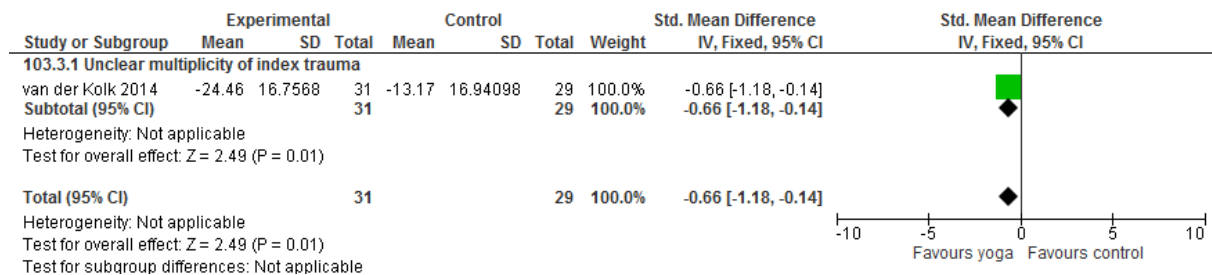 Experimental Control Std. Mean Difference Std. Mean Difference
Study or Subgroup Mean SD Total Mean SD Total Weight IV, Fixed, 95% CI IV, Fixed, 95% CI
103.3.1 Unclear multiplicity of index trauma
van der Kolk 2014 -24.46 16.7568 31 -13.17 16.94098 29 100.0% -0.66 [-1.18, -0.14]
Subtotal (95% CI) 31 29 100.0% -0.66 [-1.18, -0.14]
Heterogeneity: Not applicable
Test for overall effect: Z = 2.49 (P = 0.01)
Total (95% CI) 31 29 100.0% -0.66 [-1.18, -0.14]
Heterogeneity: Not applicable
Test for overall effect: Z = 2.49 (P = 0.01)
Test for subgroup differences: Not applicable
-10 -5 0 5 10
Favours yoga Favours control